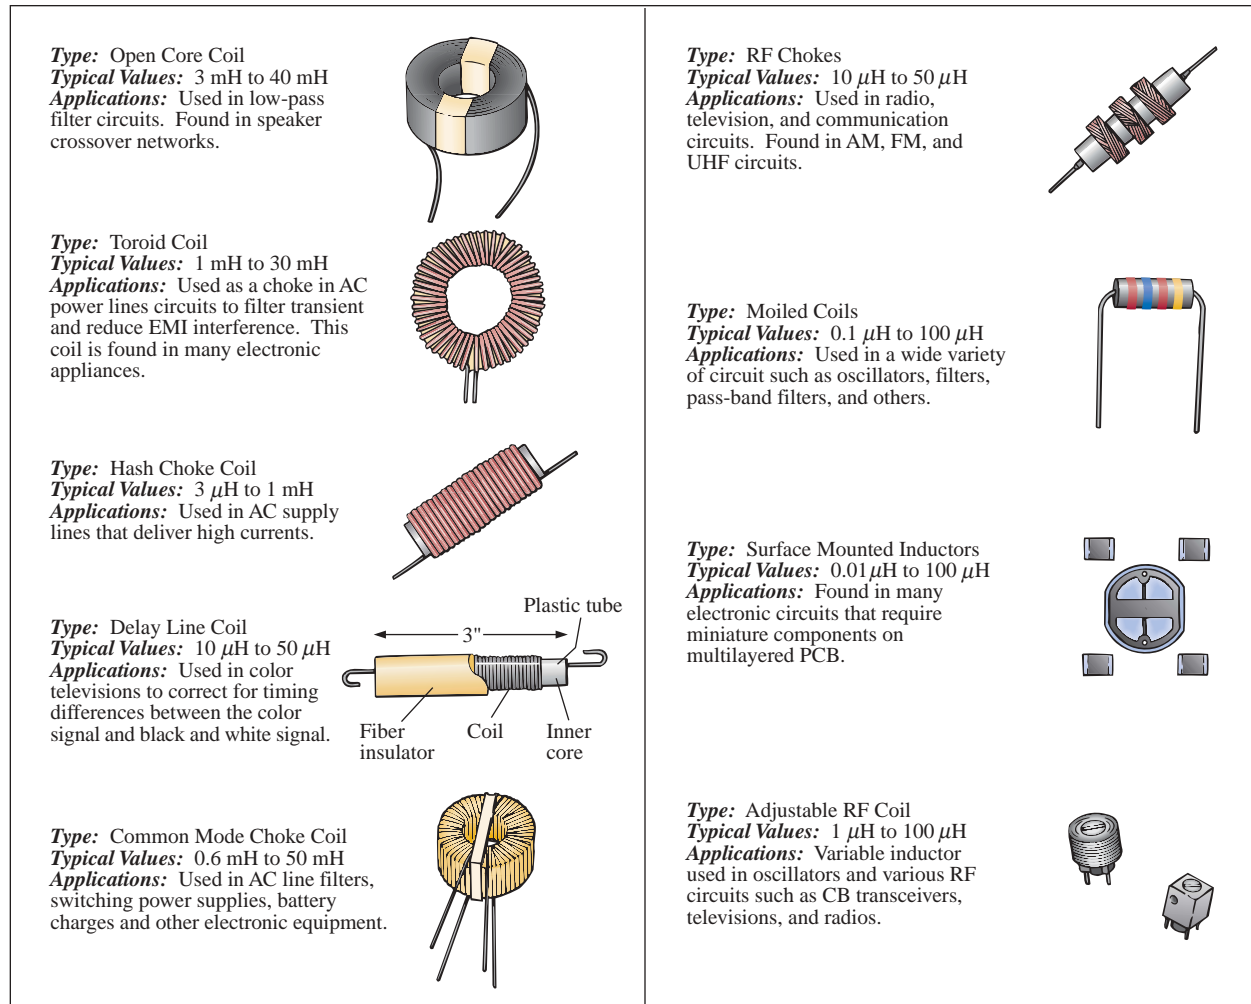 Type: Open Core Coil
Typical Values: 3 mH to 40 mH
Applications: Used in low-pass
filter circuits. Found in speaker
crossover networks.
Type: Toroid Coil
Typical Values: 1 mH to 30 mH
Applications: Used as a choke in AC
power lines circuits to filter transient
and reduce EMI interference. This
coil is found in many electronic
appliances.
Type: Hash Choke Coil
Typical Values: 3 μH to 1 mH
Applications: Used in AC supply
lines that deliver high currents.
Type: Delay Line Coil
Typical Values: 10 μH to 50 μH
Applications: Used in color
televisions to correct for timing
differences between the color
signal and black and white signal.
Plastic tube
3"
Fiber
insulator
Coil
Inner
core
Type: Common Mode Choke Coil
Typical Values: 0.6 mH to 50 mH
Applications: Used in AC line filters,
switching power supplies, battery
charges and other electronic equipment.
Type: RF Chokes
Typical Values: 10 μH to 50 μH
Applications: Used in radio,
television, and communication
circuits. Found in AM, FM, and
UHF circuits.
Type: Moiled Coils
Typical Values: 0.1 μH to 100 μH
Applications: Used in a wide variety
of circuit such as oscillators, filters,
pass-band filters, and others.
Type: Surface Mounted Inductors
Typical Values: 0.01 μH to 100 μH
Applications: Found in many
electronic circuits that require
miniature components on
multilayered PCB.
Type: Adjustable RF Coil
Typical Values: 1 μH to 100 μH
Applications: Variable inductor
used in oscillators and various RF
circuits such as CB transceivers,
televisions, and radios.